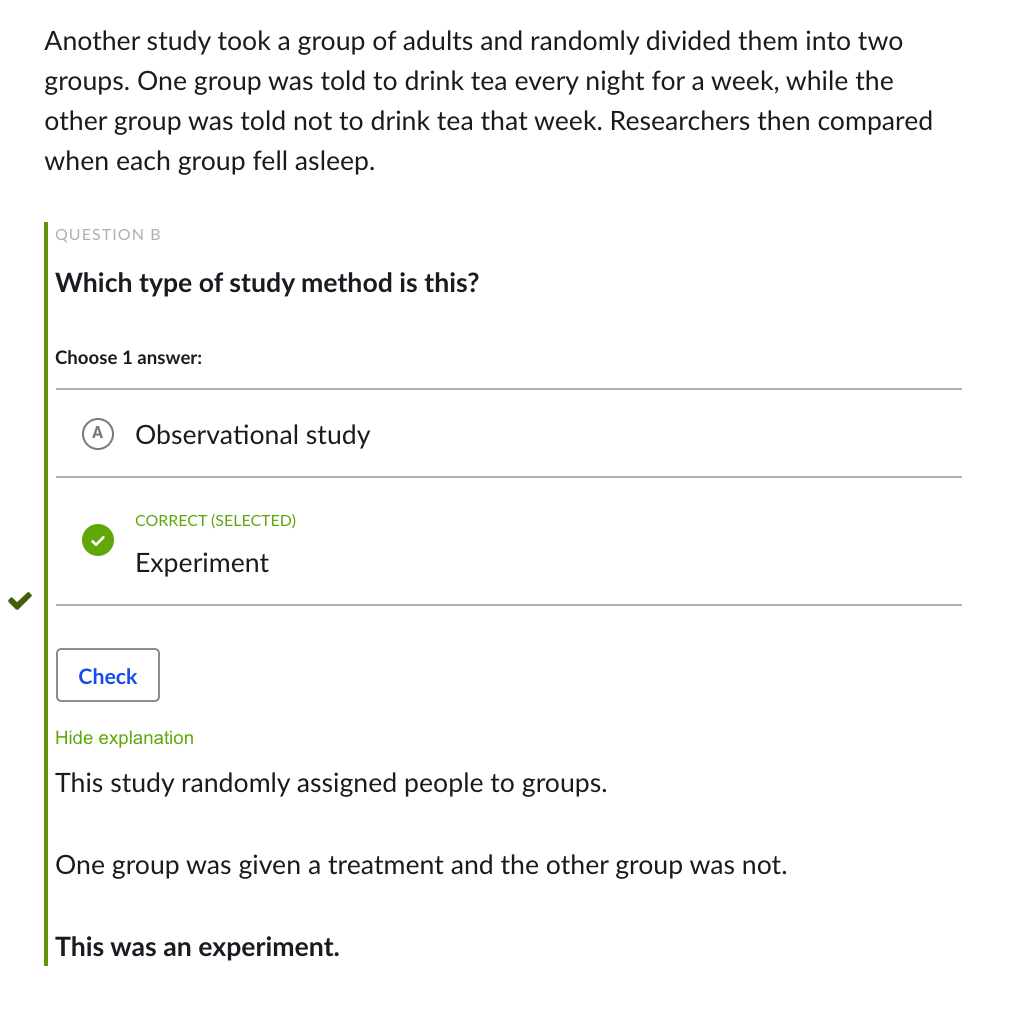 Another study took a group of adults and randomly divided them into two
groups. One group was told to drink tea every night for a week, while the
other group was told not to drink tea that week. Researchers then compared
when each group fell asleep.
QUESTION B
Which type of study method is this?
Choose 1 answer:
A Observational study
CORRECT (SELECTED)
Experiment
Check
Hide explanation
This study randomly assigned people to groups.
One group was given a treatment and the other group was not.
This was an experiment.